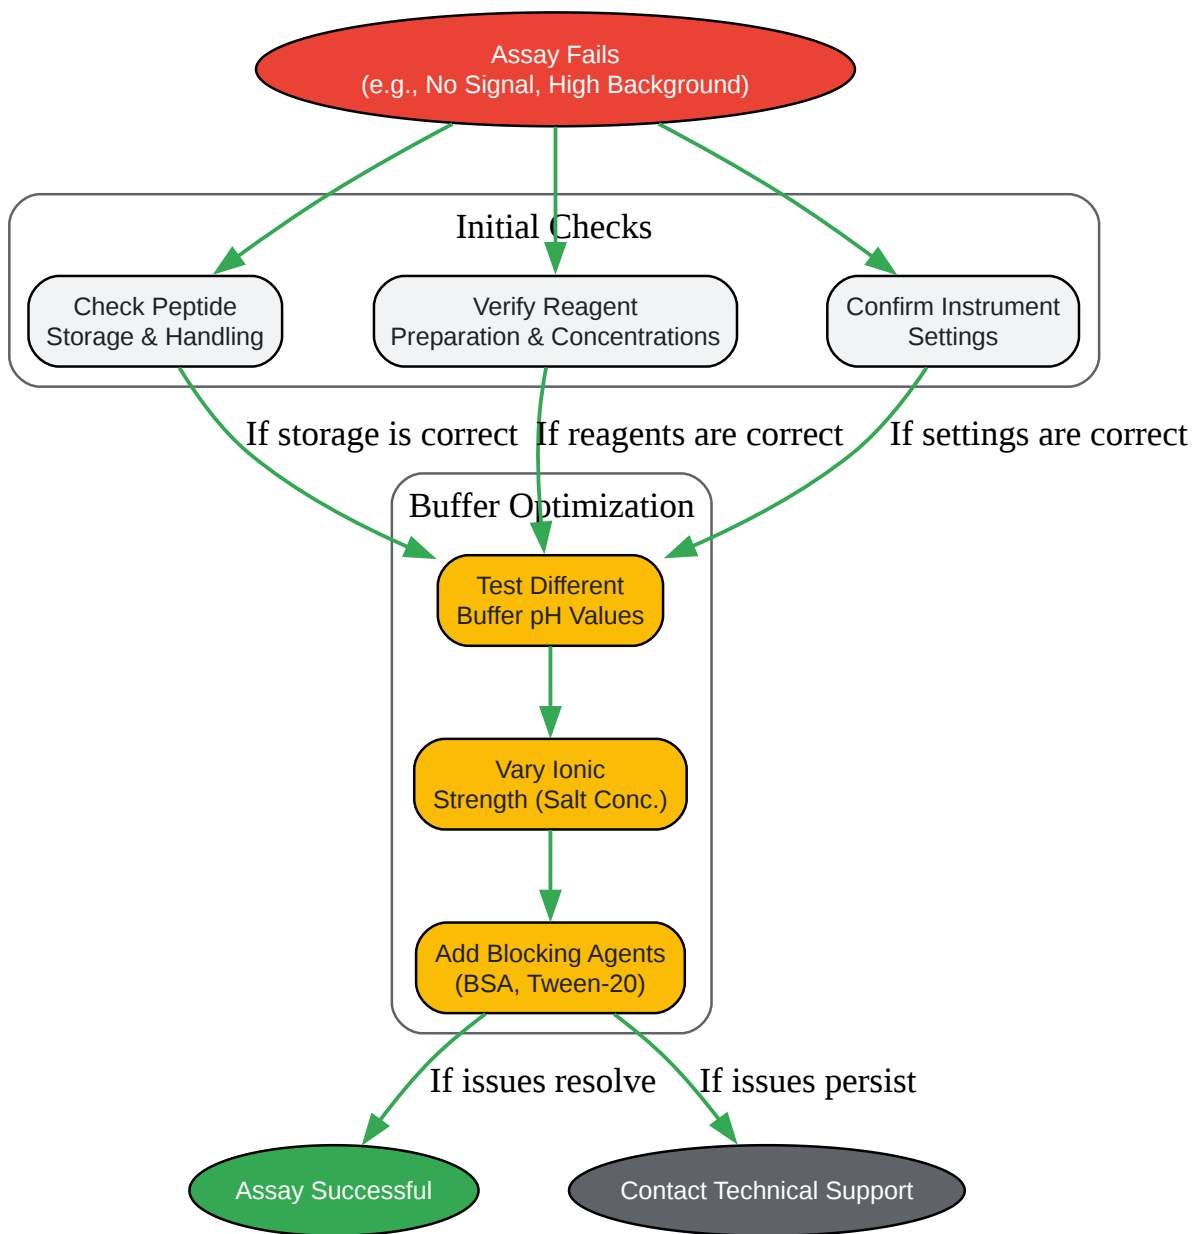 Assay Fails
(e.g., No Signal, High Background)
Initial Checks
Check Peptide
Storage & Handling
Verify Reagent
Preparation & Concentrations
Confirm Instrument
Settings
If storage is correct
If reagents are correct
If settings are correct
Buffer Optimization
Test Different
Buffer pH Values
Vary Ionic
Strength (Salt Conc.)
Add Blocking Agents
(BSA, Tween-20)
If issues resolve
If issues persist
Assay Successful
Contact Technical Support